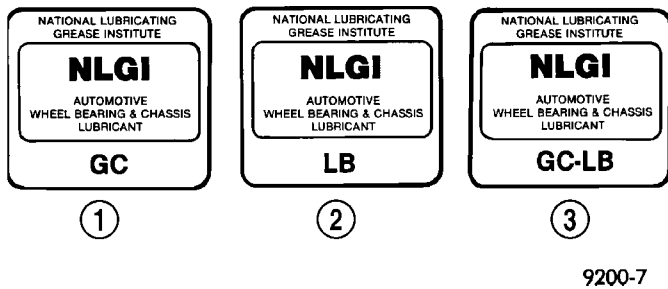 NATIONAL LUBRICATING
GREASE INSTITUTE
NLGI
AUTOMOTIVE
WHEEL BEARING & CHASSIS
LUBRICANT
GC
1
NATIONAL LUBRICATING
GREASE INSTITUTE
NLGI
AUTOMOTIVE
WHEEL BEARING & CHASSIS
LUBRICANT
LB
2
NATIONAL LUBRICATING
GREASE INSTITUTE
NLGI
AUTOMOTIVE
WHEEL BEARING & CHASSIS
LUBRICANT
GC-LB
3
9200-7